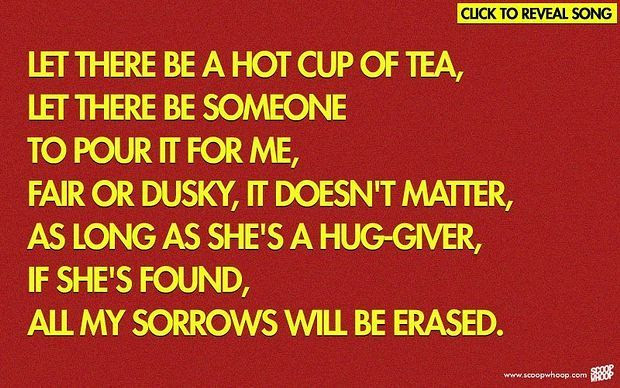 CLICK TO REVEAL SONG
LET THERE BE A HOT CUP OF TEA,
LET THERE BE SOMEONE
TO POUR IT FOR ME,
FAIR OR DUSKY, IT DOESN'T MATTER,
AS LONG AS SHE'S A HUG-GIVER,
IF SHE'S FOUND,
ALL MY SORROWS WILL BE ERASED.
www.scoopwhoop.com
SCOOP
WHOOP